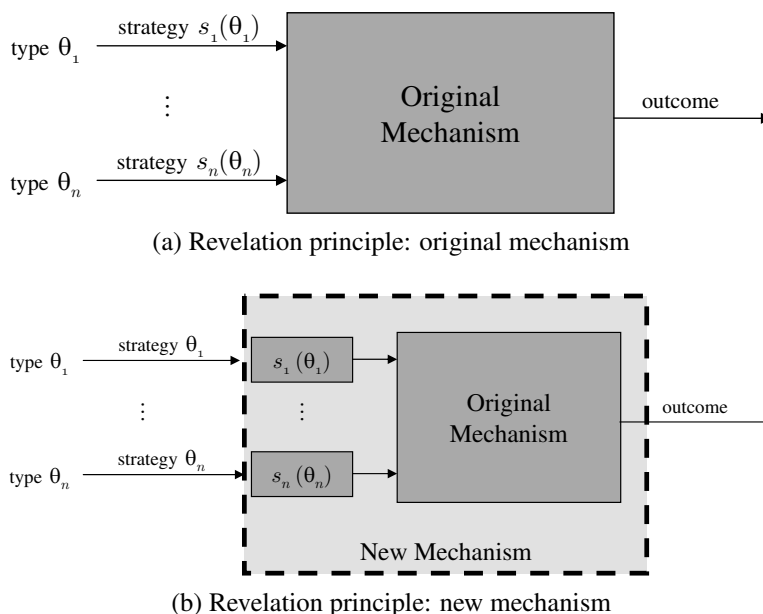 strategy s₁(θ₁)
type θ₁
⋮
Original
Mechanism
outcome
strategy sₙ(θₙ)
type θₙ
(a) Revelation principle: original mechanism
strategy θ₁
type θ₁
s₁(θ₁)
⋮
⋮
Original
Mechanism
outcome
strategy θₙ
type θₙ
sₙ(θₙ)
New Mechanism
(b) Revelation principle: new mechanism